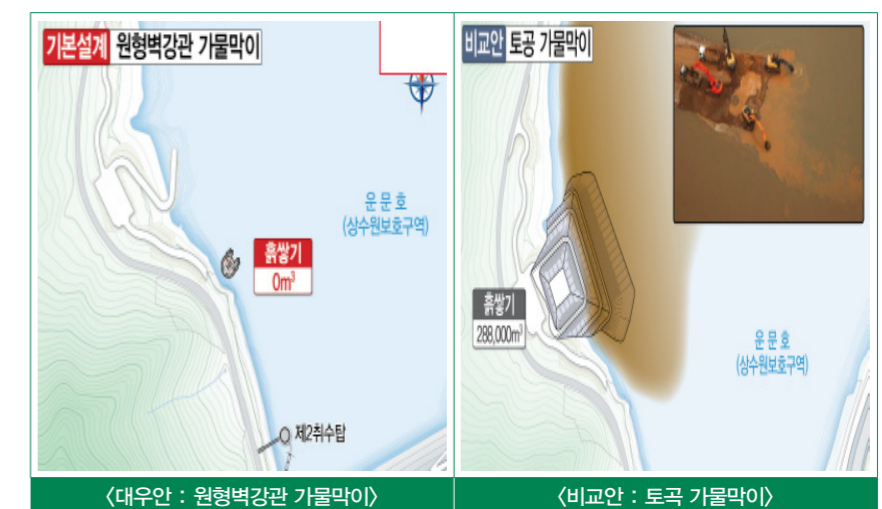 기본설계 원형벽강관 가물막이
운 문 호
(상수원보호구역)
흙쌓기
0m³
제2취수탑
비교안 토공 가물막이
흙쌓기
288,000m³
운 문 호
(상수원보호구역)
<대우안 : 원형벽강관 가물막이>
<비교안 : 토곡 가물막이>